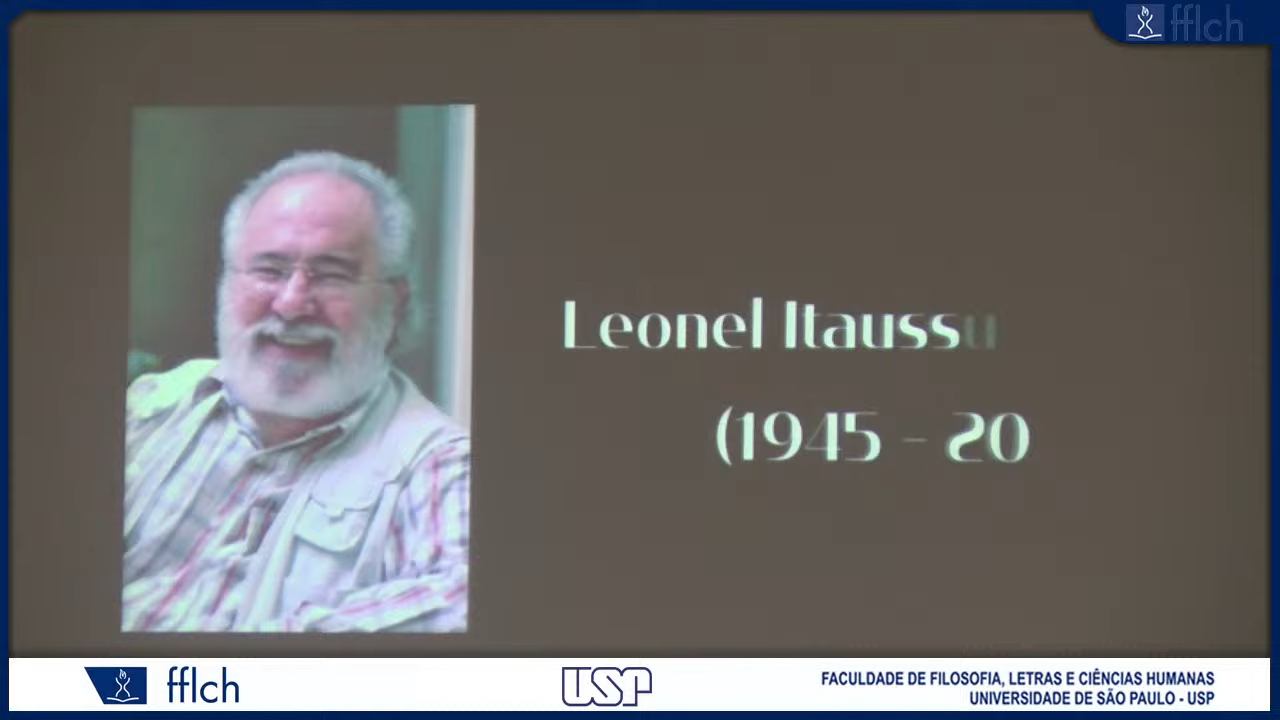 fflch
Leonel Itaussu
(1945 - 20
fflch
USP
FACULDADE DE FILOSOFIA, LETRAS E CIÊNCIAS HUMANAS
UNIVERSIDADE DE SÃO PAULO - USP